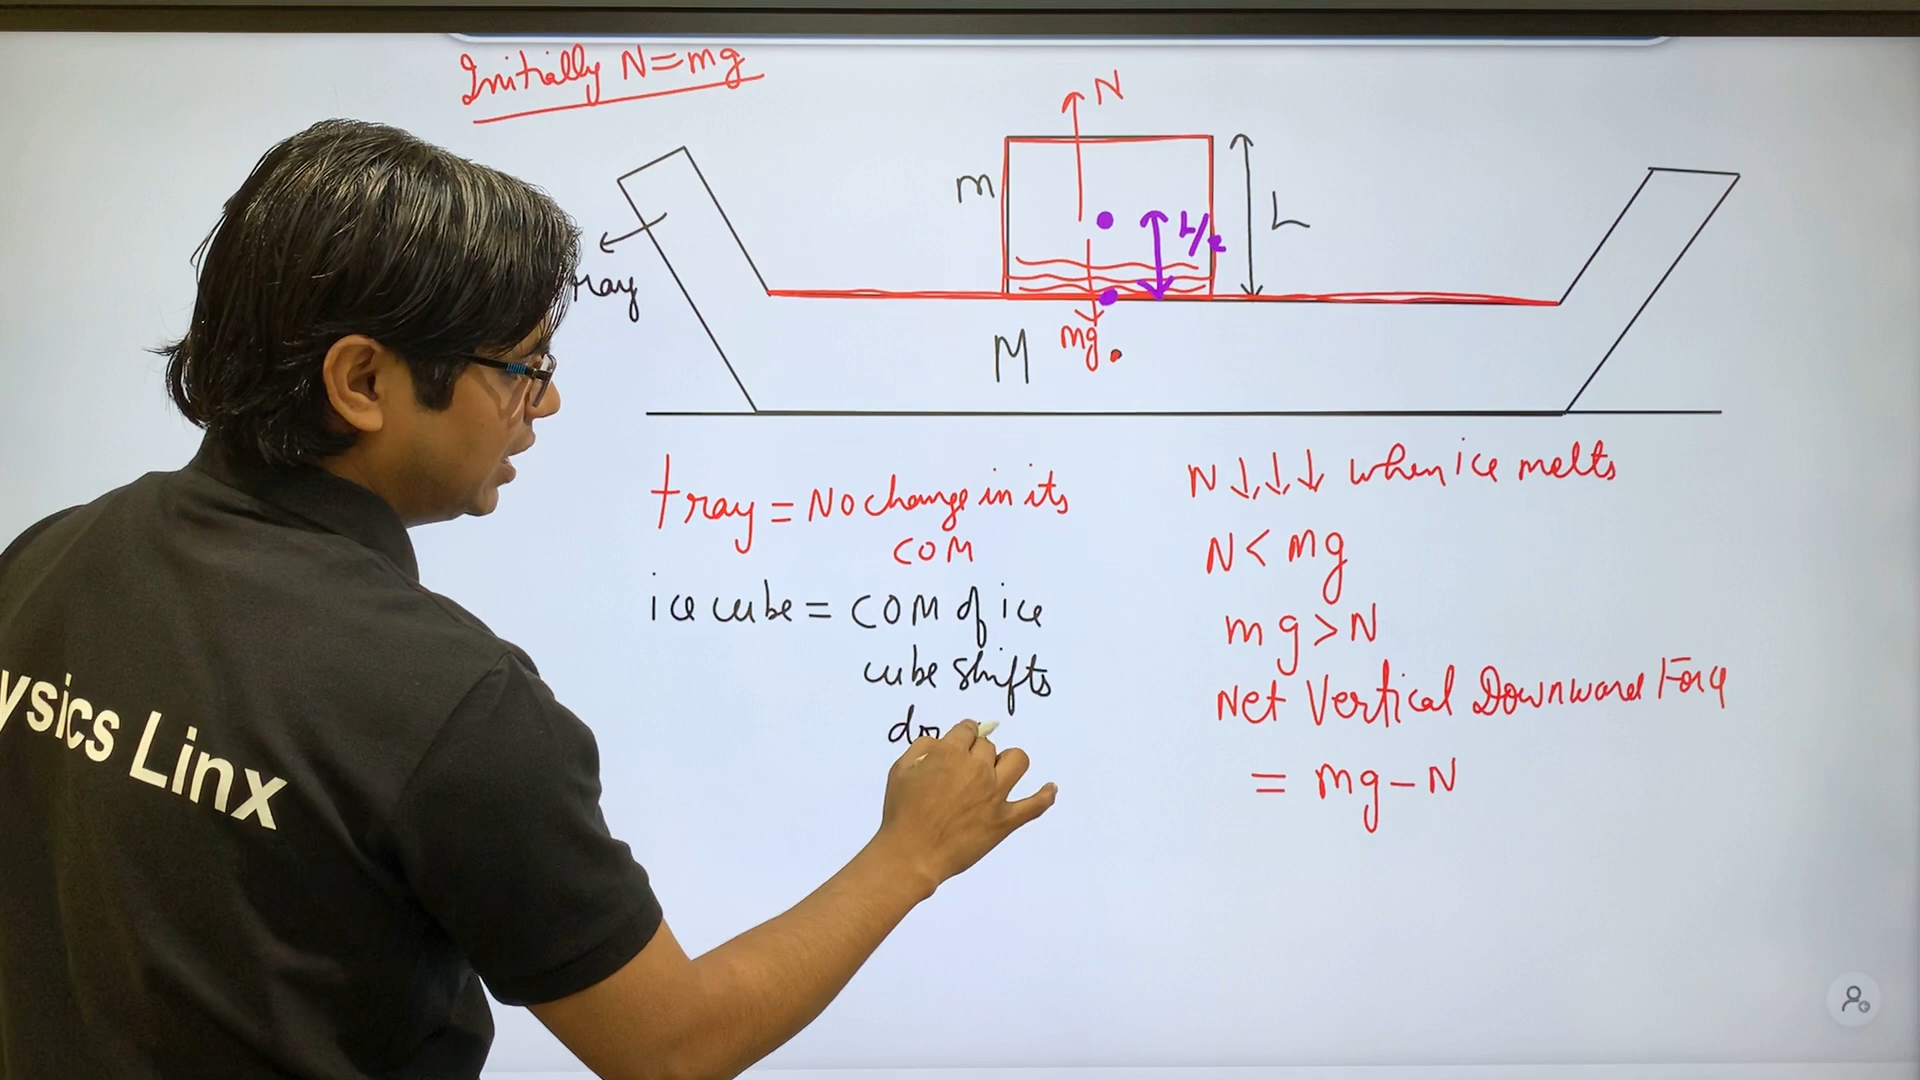 Initially N=mg
N
m
L/2
L
tray
M
mg
tray = No change in its
COM
ice cube = COM of ice
cube shifts
do
N ↓↓↓ when ice melts
N < mg
mg > N
Net Vertical Downward Force
= mg - N
ysics Linx